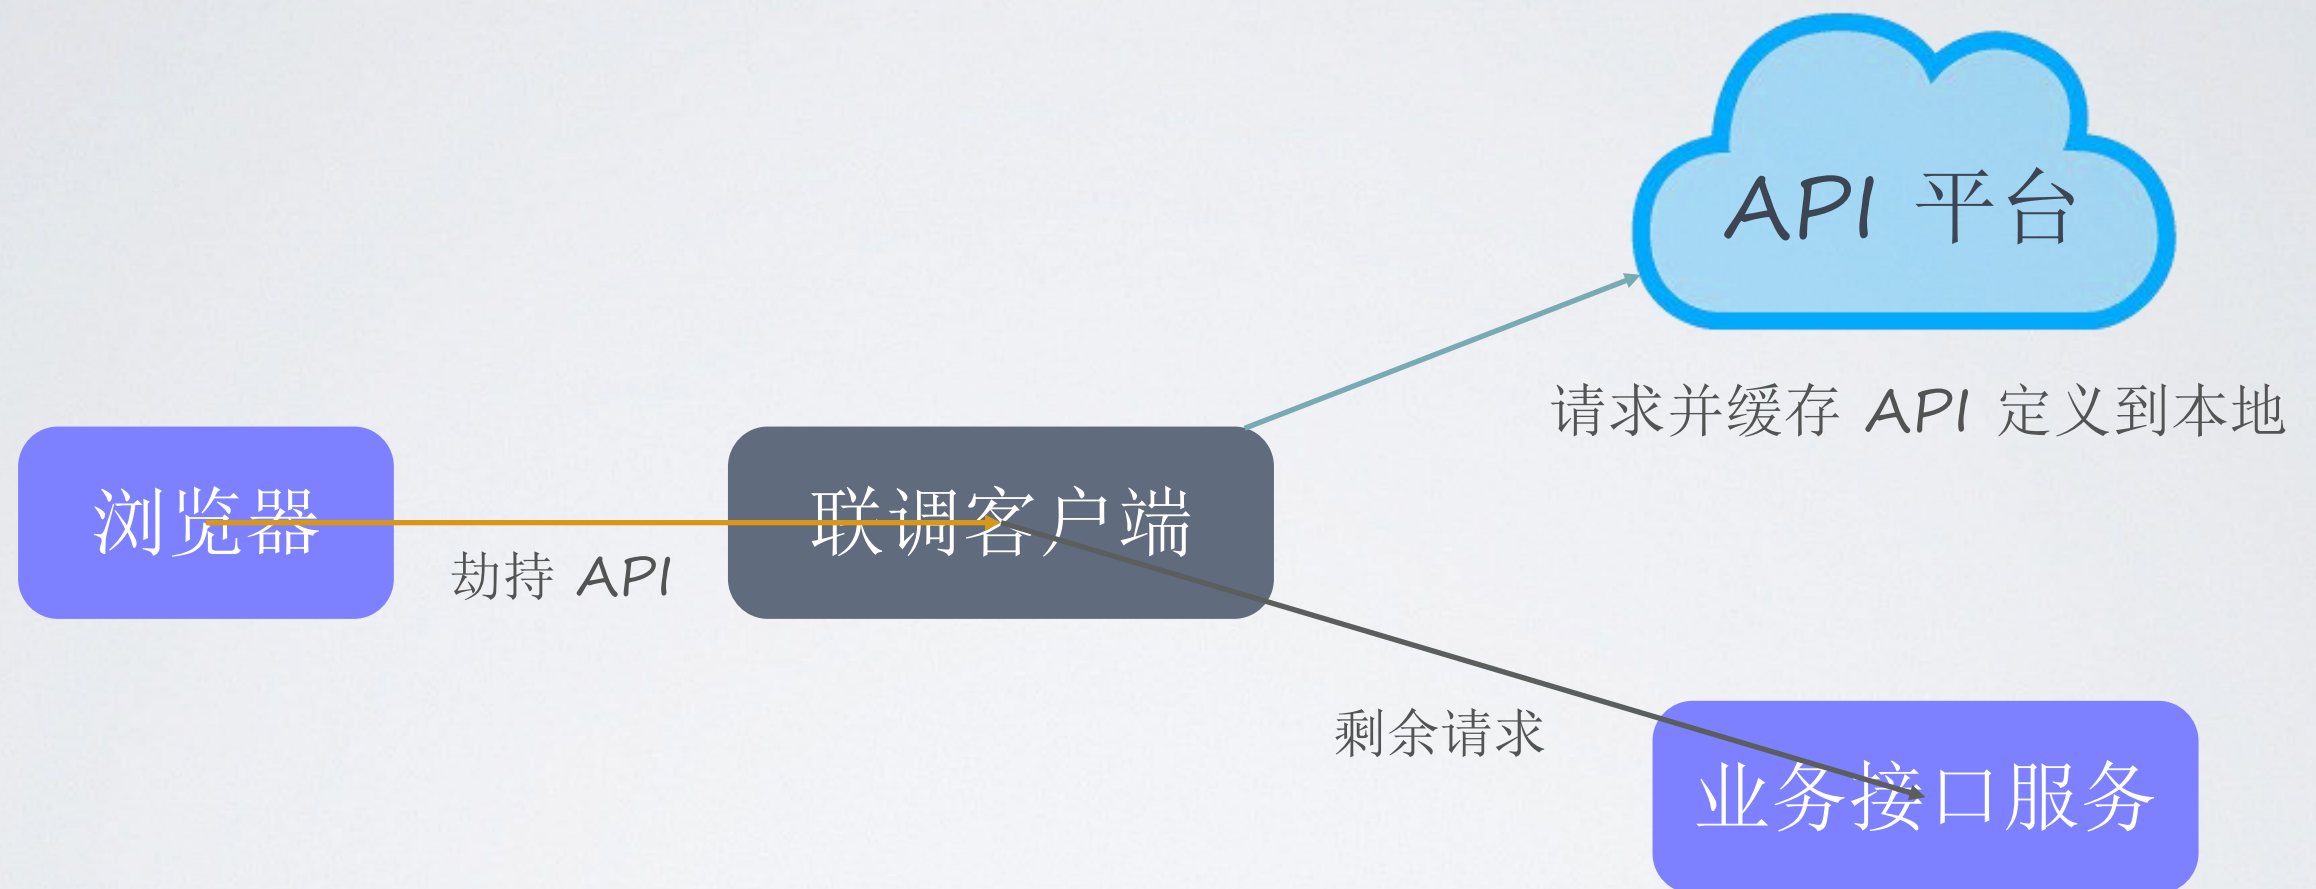 API 平台
请求并缓存 API 定义到本地
浏览器
劫持 API
联调客户端
剩余请求
业务接口服务